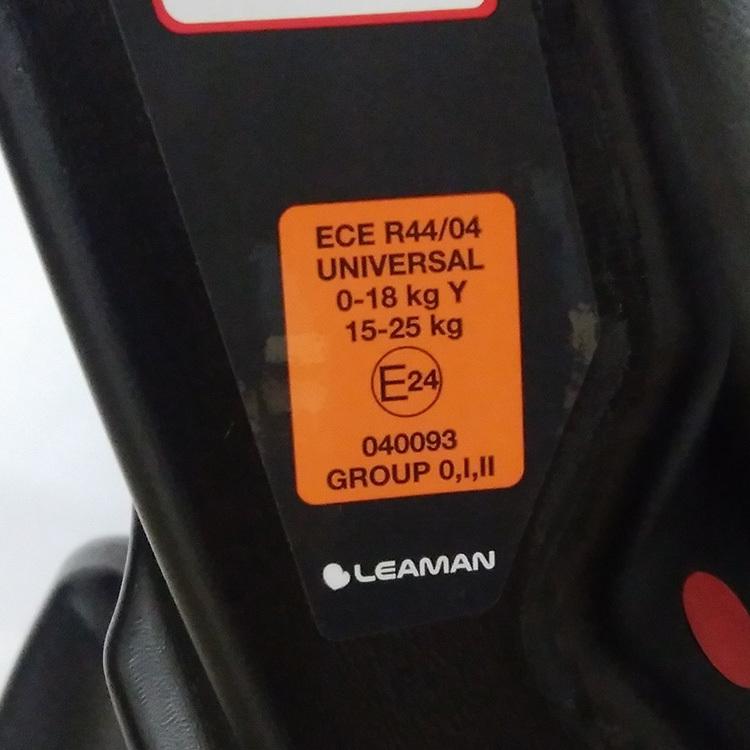 ECE R44/04
UNIVERSAL
0-18 kg Y
15-25 kg
E24
040093
GROUP 0,I,II
LEAMAN